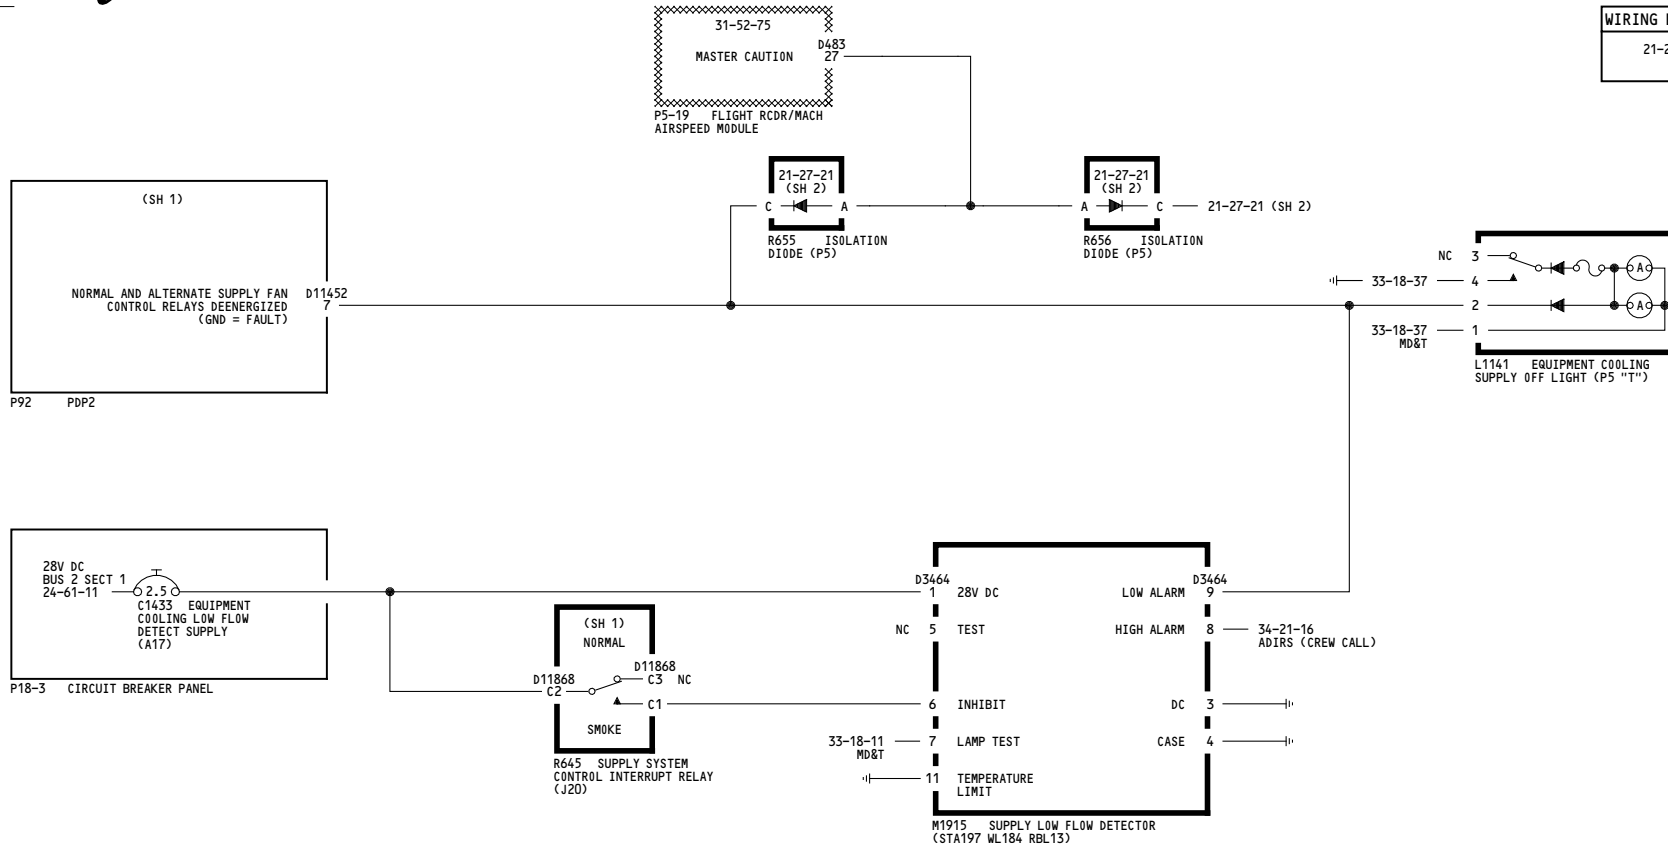 31-52-75
MASTER CAUTION
D483
27
P5-19 FLIGHT RCDR/MACH
AIRSPEED MODULE
WIRING
21-2
21-27-21
(SH 2)
C A
R655 ISOLATION
DIODE (P5)
21-27-21
(SH 2)
A C 21-27-21 (SH 2)
R656 ISOLATION
DIODE (P5)
(SH 1)
NORMAL AND ALTERNATE SUPPLY FAN
CONTROL RELAYS DEENERGIZED
(GND = FAULT)
D11452
7
P92 PDP2
NC 3
33-18-37 4
2
33-18-37 1
MD&T
A
A
L1141 EQUIPMENT COOLING
SUPPLY OFF LIGHT (P5 "T")
28V DC
BUS 2 SECT 1
24-61-11
2.5
C1433 EQUIPMENT
COOLING LOW FLOW
DETECT SUPPLY
(A17)
P18-3 CIRCUIT BREAKER PANEL
(SH 1)
NORMAL
D11868
C2
D11868
C3 NC
C1
SMOKE
R645 SUPPLY SYSTEM
CONTROL INTERRUPT RELAY
(J20)
D3464
1 28V DC
NC 5 TEST
6 INHIBIT
33-18-11 7 LAMP TEST
MD&T
11 TEMPERATURE
LIMIT
D3464
LOW ALARM 9
HIGH ALARM 8 34-21-16
ADIRS (CREW CALL)
DC 3
CASE 4
M1915 SUPPLY LOW FLOW DETECTOR
(STA197 WL184 RBL13)